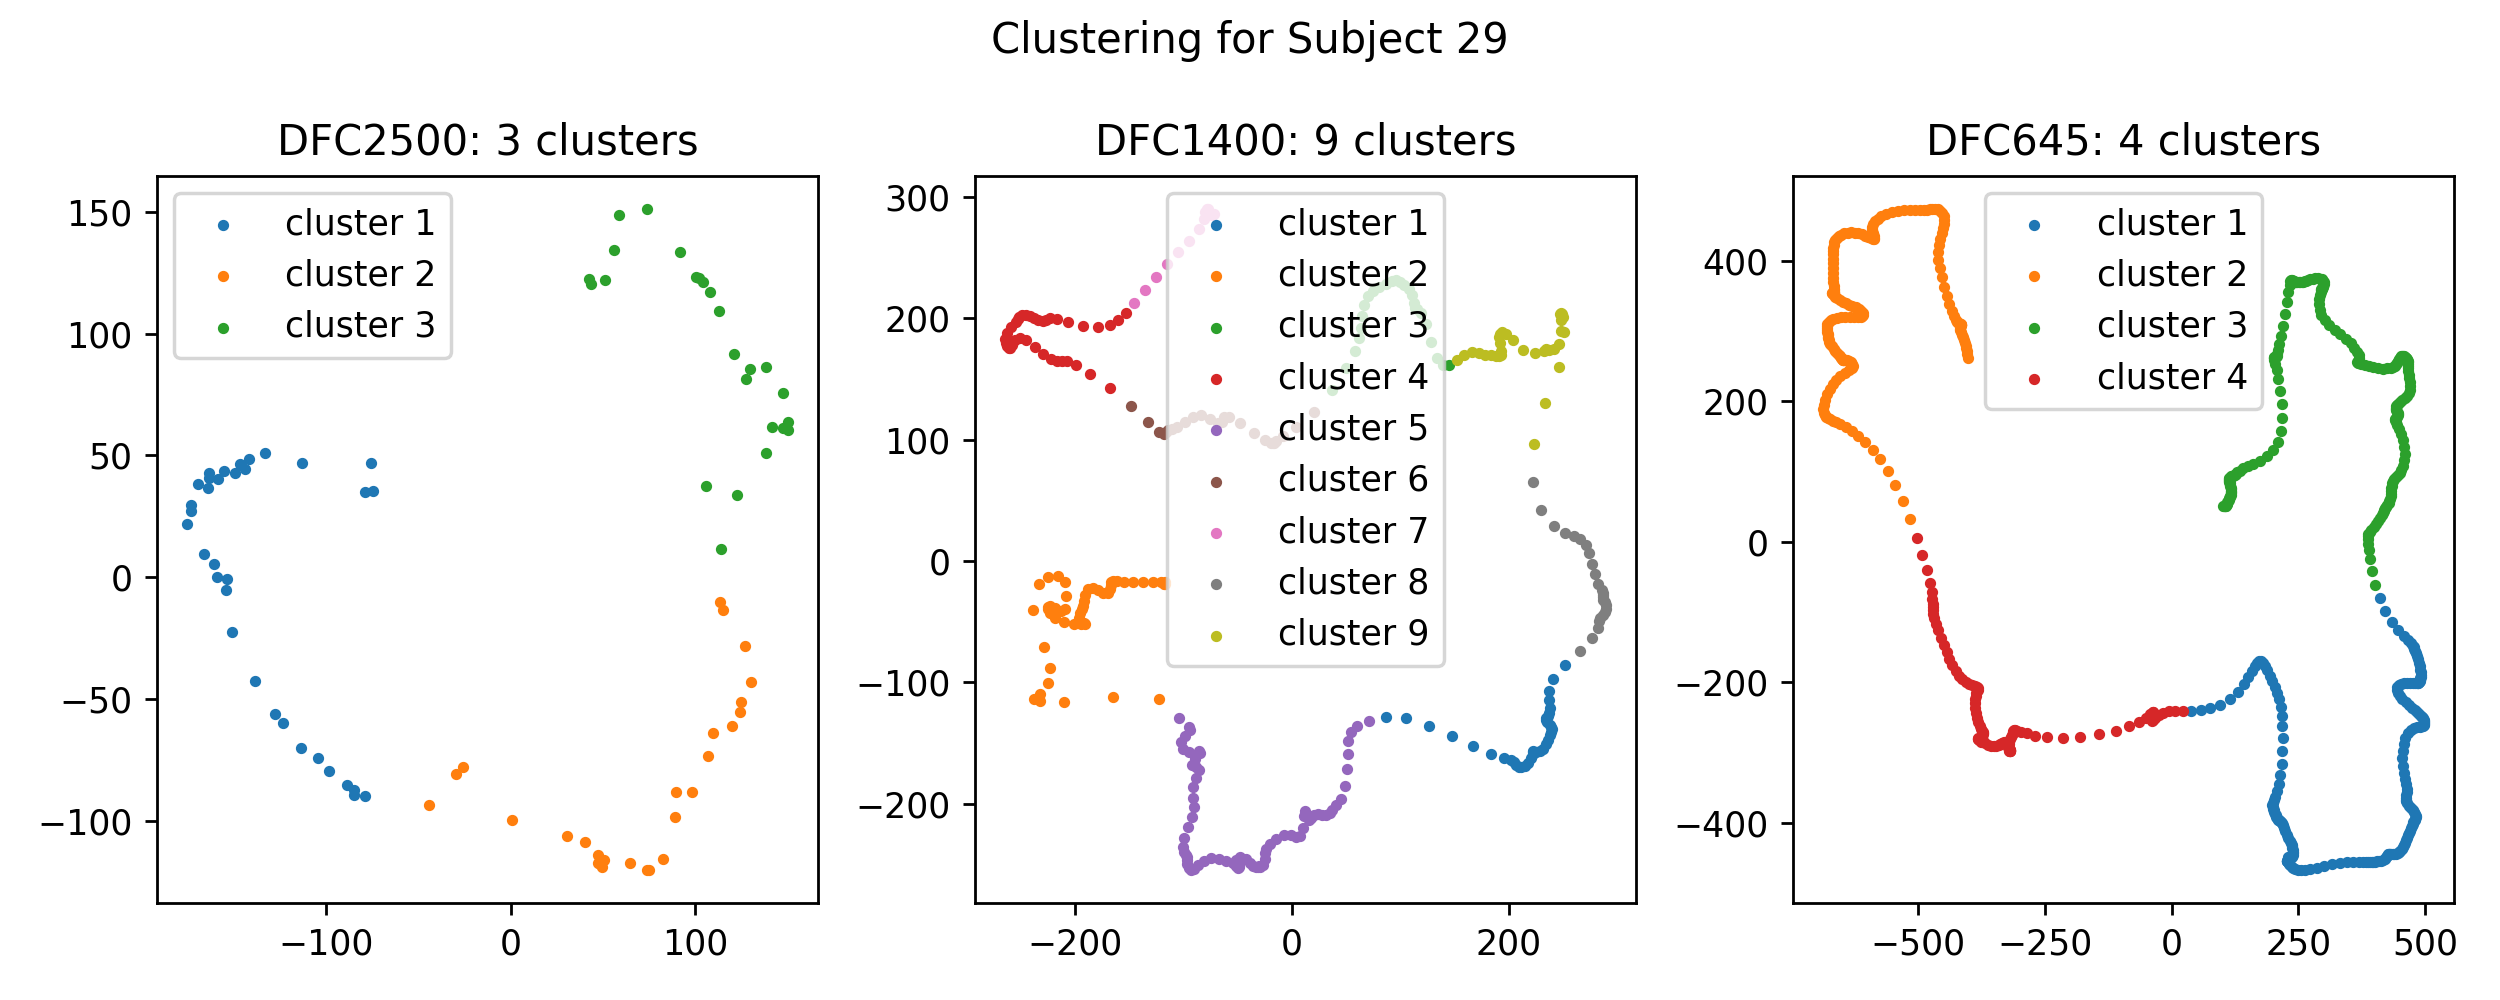 Clustering for Subject 29
DFC2500: 3 clusters
150
100
50
0
−50
−100
−100
0
100
cluster 1
cluster 2
cluster 3
DFC1400: 9 clusters
300
200
100
0
−100
−200
−200
0
200
cluster 1
cluster 2
cluster 3
cluster 4
cluster 5
cluster 6
cluster 7
cluster 8
cluster 9
DFC645: 4 clusters
400
200
0
−200
−400
−500
−250
0
250
500
cluster 1
cluster 2
cluster 3
cluster 4